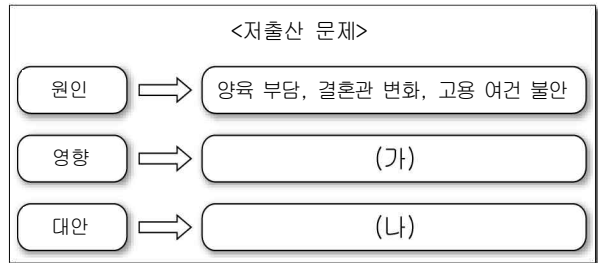 <저출산 문제>
원인 양육 부담, 결혼관 변화, 고용 여건 불안
영향 (가)
대안 (나)